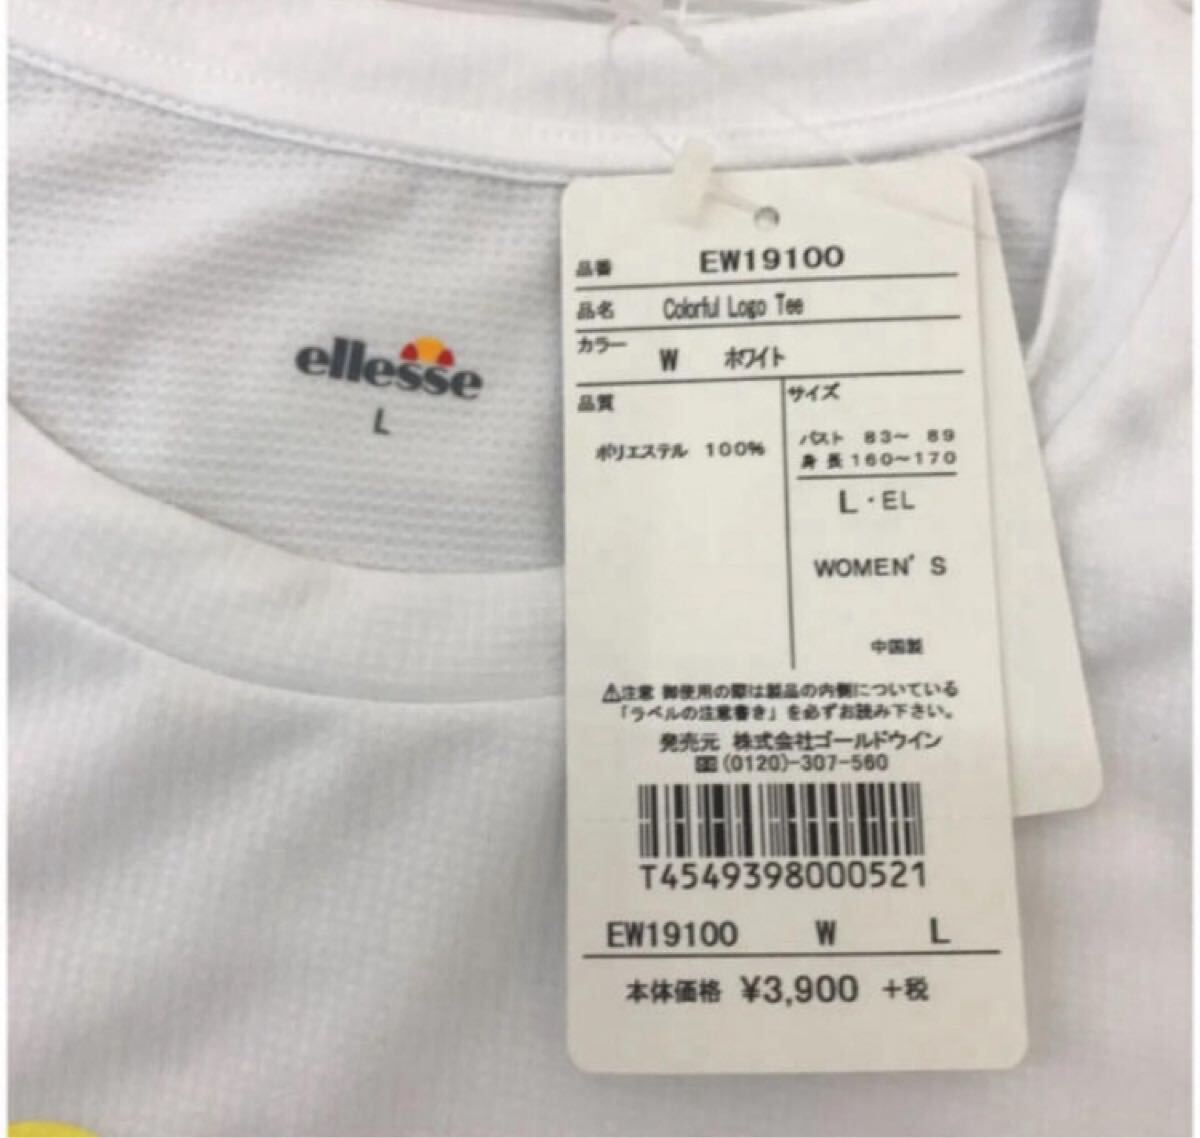 ellesse
L
品番 EW19100
品名 Colorful Logo Tee
カラー W ホワイト
品質
ポリエステル 100%
サイズ
バスト 83〜 89
身長160〜170
L・EL
WOMEN'S
中国製
⚠注意 御使用の際は製品の内側についている
「ラベルの注意書き」を必ずお読み下さい。
発売元 株式会社ゴールドウイン
(0120)-307-560
T4549398000521
EW19100 W L
本体価格 ¥3,900 +税